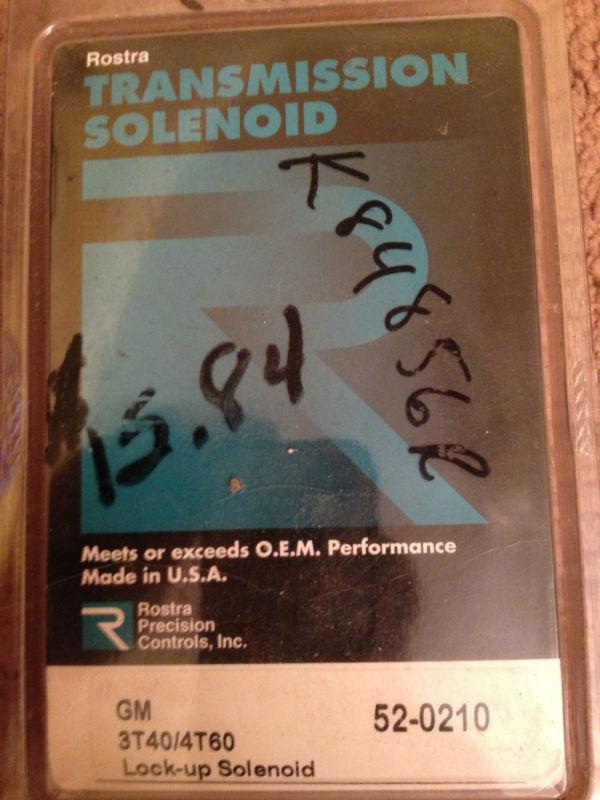 Rostra
TRANSMISSION
SOLENOID
K84856R
$15.84
Meets or exceeds O.E.M. Performance
Made in U.S.A.
R Rostra
Precision
Controls, Inc.
GM
52-0210
3T40/4T60
Lock-up Solenoid